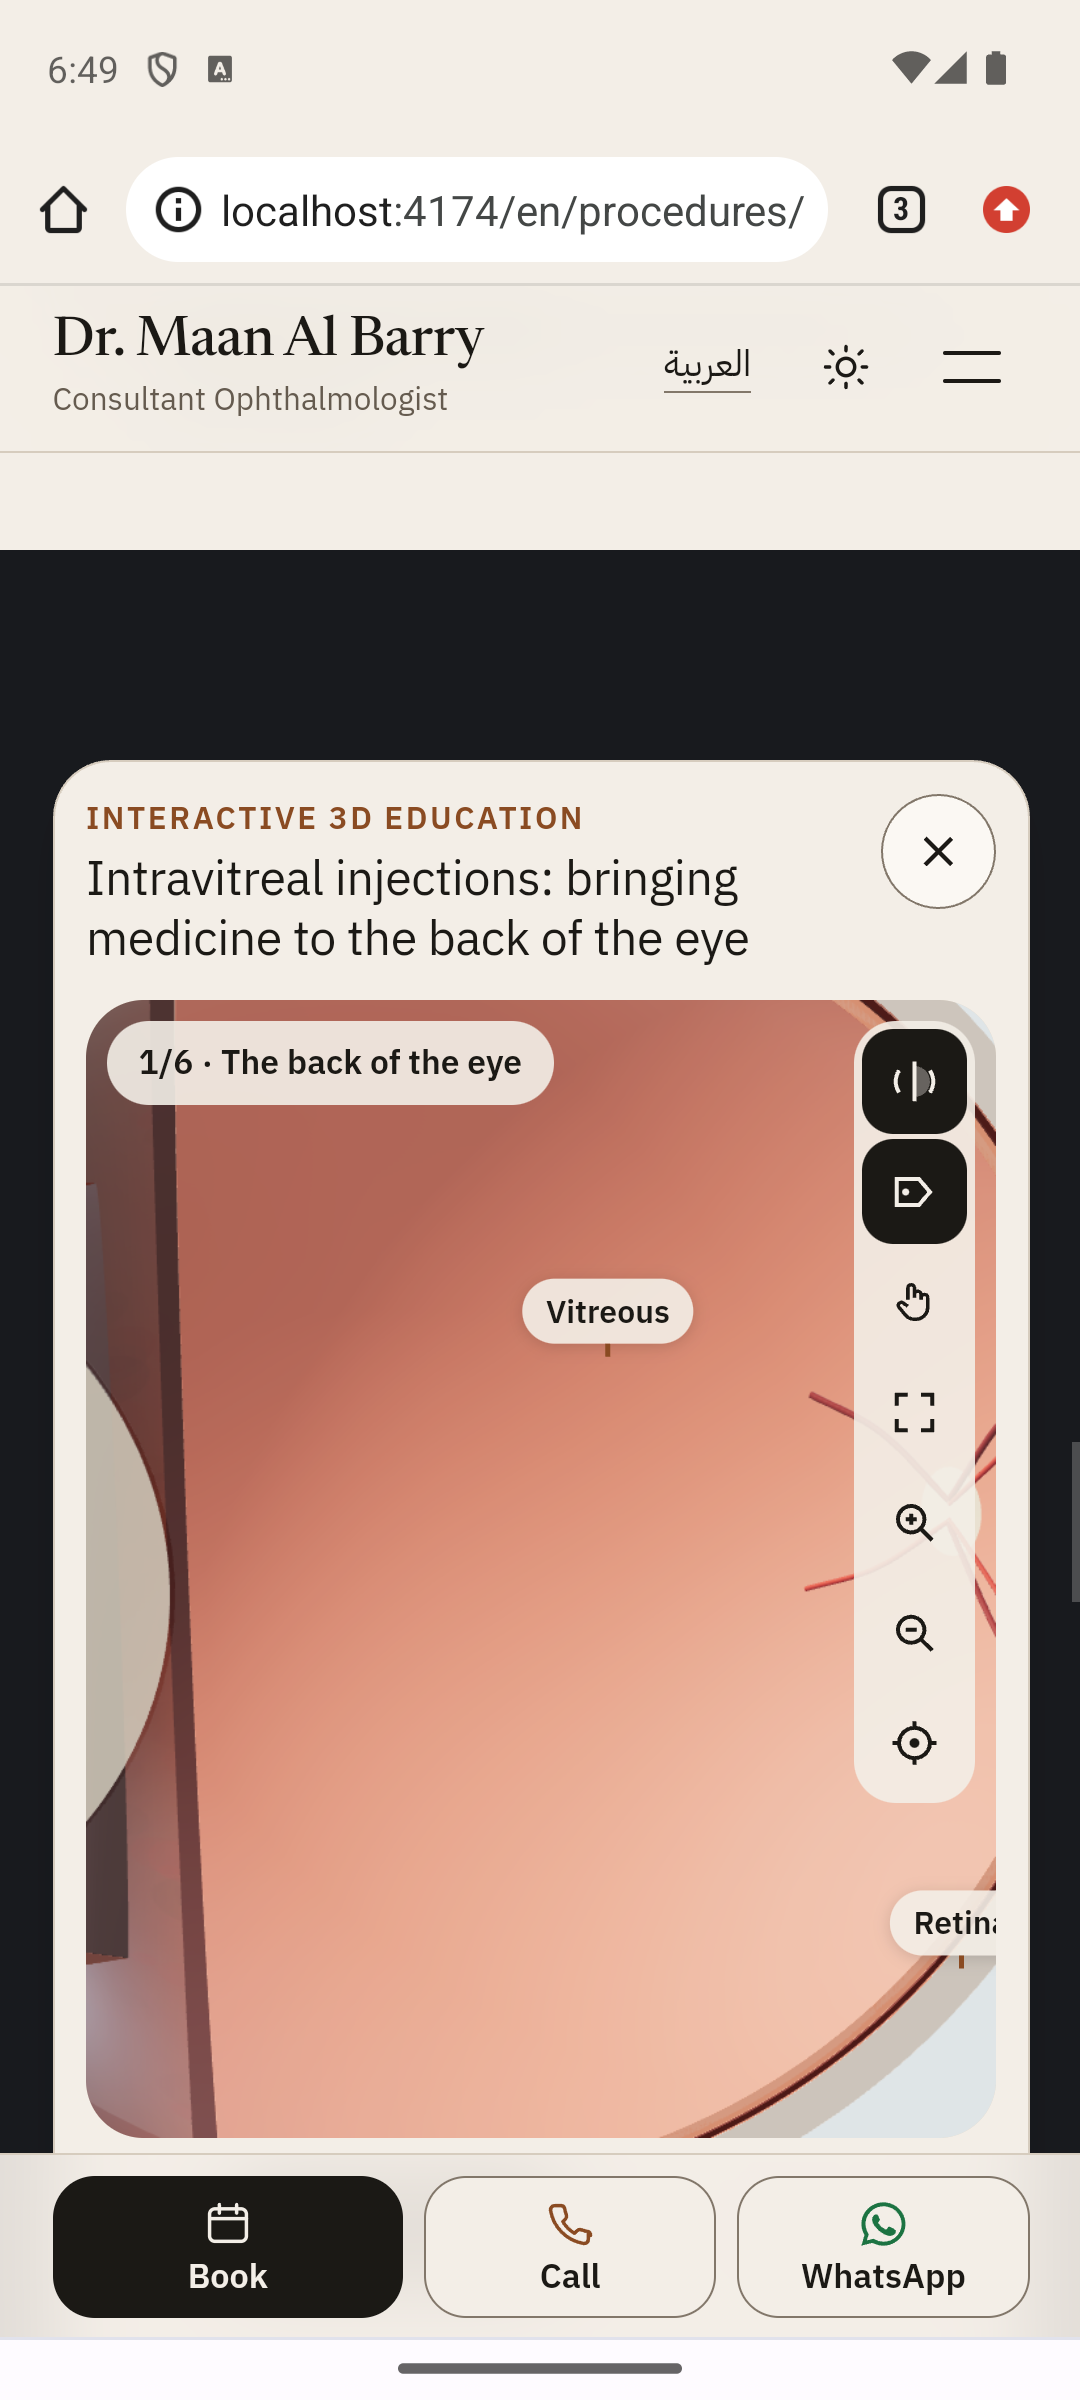 6:49
localhost:4174/en/procedures/
3
Dr. Maan Al Barry
Consultant Ophthalmologist
العربية
INTERACTIVE 3D EDUCATION
Intravitreal injections: bringing
medicine to the back of the eye
1/6 · The back of the eye
Vitreous
Retina
Book
Call
WhatsApp